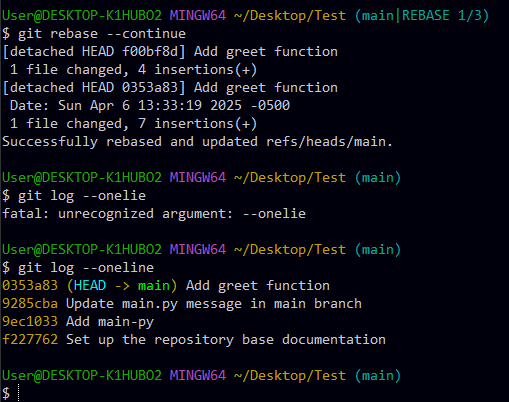 User@DESKTOP-K1HUBO2 MINGW64 ~/Desktop/Test (main|REBASE 1/3)
$ git rebase --continue
[detached HEAD f00bf8d] Add greet function
 1 file changed, 4 insertions(+)
[detached HEAD 0353a83] Add greet function
 Date: Sun Apr 6 13:33:19 2025 -0500
 1 file changed, 7 insertions(+)
Successfully rebased and updated refs/heads/main.
User@DESKTOP-K1HUBO2 MINGW64 ~/Desktop/Test (main)
$ git log --onelie
fatal: unrecognized argument: --onelie
User@DESKTOP-K1HUBO2 MINGW64 ~/Desktop/Test (main)
$ git log --oneline
0353a83 (HEAD -> main) Add greet function
9285cba Update main.py message in main branch
9ec1033 Add main-py
f227762 Set up the repository base documentation
User@DESKTOP-K1HUBO2 MINGW64 ~/Desktop/Test (main)
$